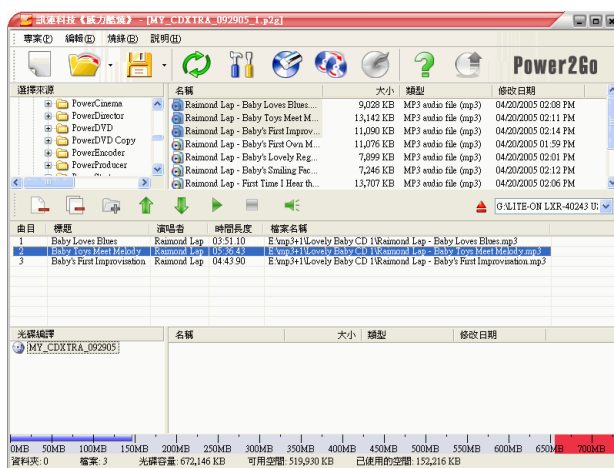 訊連科技《威力酷燒》 - [MY_CDXTRA_092905_1.p2g]
專案(P) 編輯(E) 燒錄(B) 說明(H)
Power2Go
選擇來源 名稱 大小 類型 修改日期
PowerCinema
PowerDirector
PowerDVD
PowerDVD Copy
PowerEncoder
PowerProducer
Raimond Lap - Baby Loves Blues.... 9,028 KB MP3 audio file (mp3) 04/20/2005 02:08 PM
Raimond Lap - Baby Toys Meet M... 13,142 KB MP3 audio file (mp3) 04/20/2005 02:11 PM
Raimond Lap - Baby's First Improv... 11,090 KB MP3 audio file (mp3) 04/20/2005 02:14 PM
Raimond Lap - Baby's First Own M... 11,076 KB MP3 audio file (mp3) 04/20/2005 01:59 PM
Raimond Lap - Baby's Lovely Reg... 7,899 KB MP3 audio file (mp3) 04/20/2005 02:01 PM
Raimond Lap - Baby's Smiling Fac... 7,246 KB MP3 audio file (mp3) 04/20/2005 02:12 PM
Raimond Lap - First Time I Hear th... 13,707 KB MP3 audio file (mp3) 04/20/2005 02:06 PM
G:\LITE-ON LXR-40243 U:
曲目 標題 演唱者 時間長度 檔案名稱
1 Baby Loves Blues Raimond Lap 03:51.10 E:\mp3+1\Lovely Baby CD 1\Raimond Lap - Baby Loves Blues.mp3
2 Baby Toys Meet Melody Raimond Lap 05:36.43 E:\mp3+1\Lovely Baby CD 1\Raimond Lap - Baby Toys Meet Melody.mp3
3 Baby's First Improvisation Raimond Lap 04:43.90 E:\mp3+1\Lovely Baby CD 1\Raimond Lap - Baby's First Improvisation.mp3
光碟編譯 名稱 大小 類型 修改日期
MY_CDXTRA_092905
0MB 50MB 100MB 150MB 200MB 250MB 300MB 350MB 400MB 450MB 500MB 550MB 600MB 650MB 700MB
資料夾: 0 檔案: 3 光碟容量: 672,146 KB 可用空間: 519,930 KB 已使用的空間: 152,216 KB